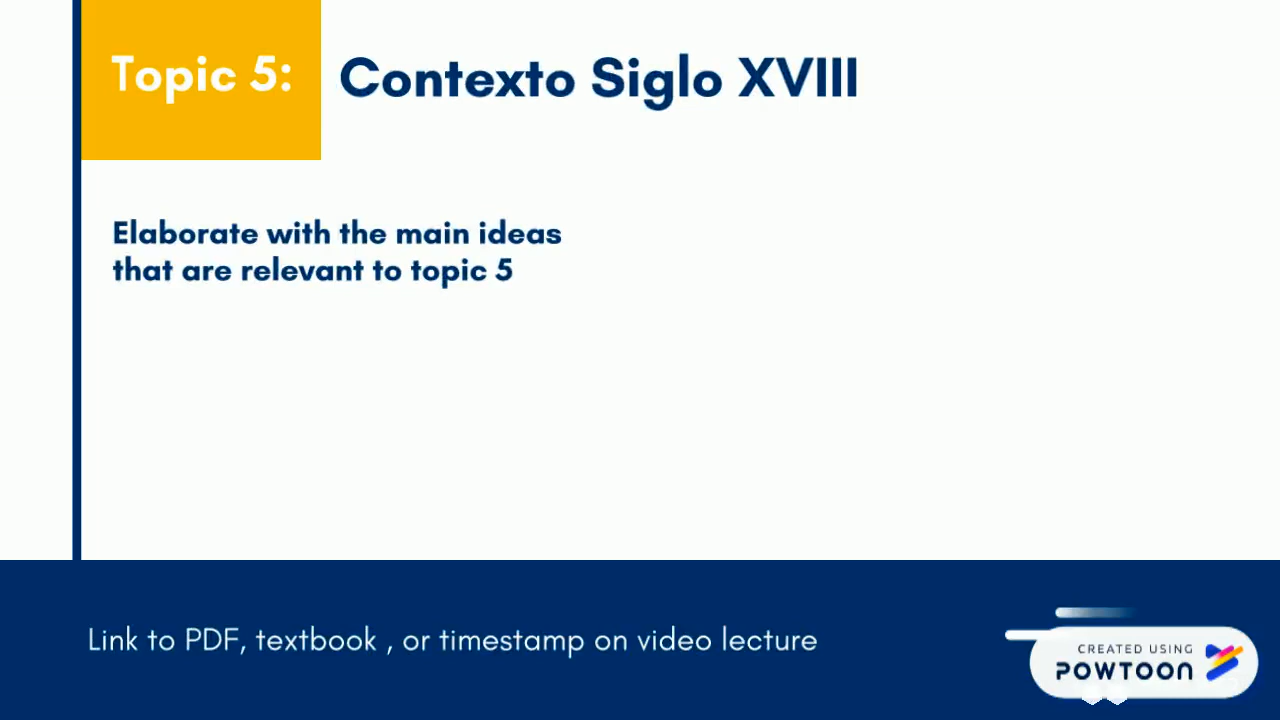 Topic 5:
Contexto Siglo XVIII
Elaborate with the main ideas
that are relevant to topic 5
Link to PDF, textbook , or timestamp on video lecture
CREATED USING
POWTOON